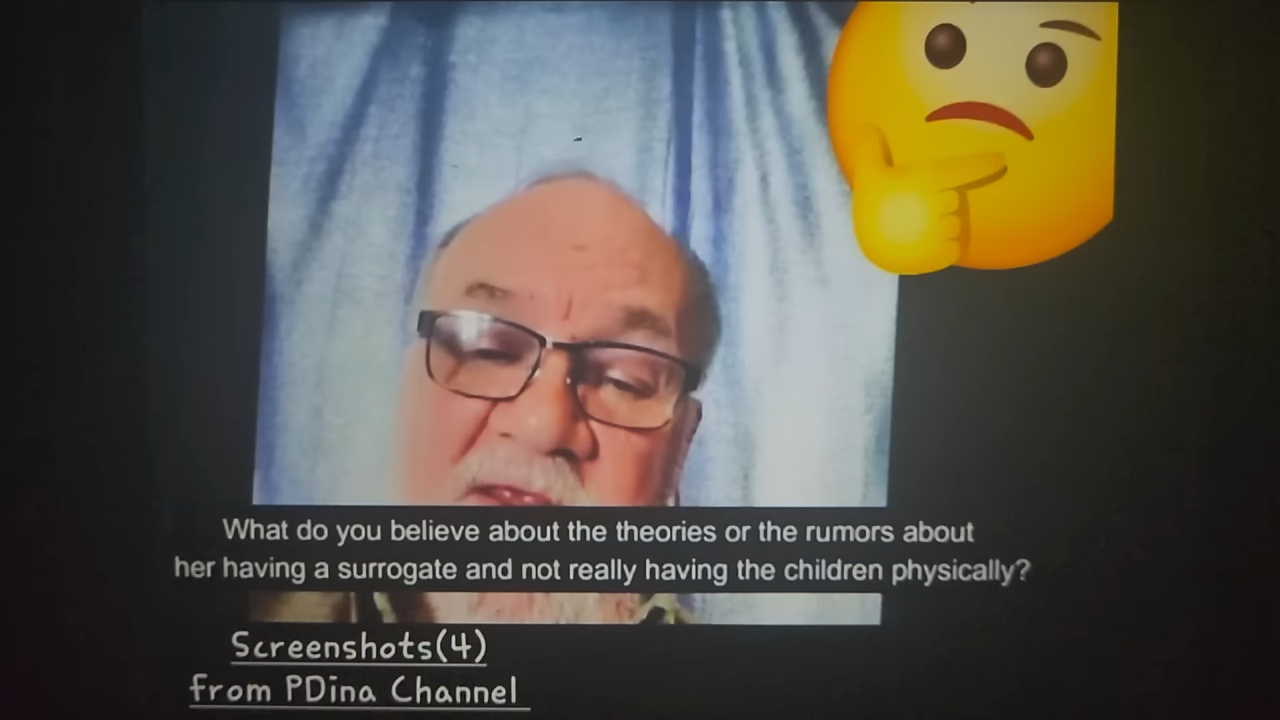 What do you believe about the theories or the rumors about
her having a surrogate and not really having the children physically?
Screenshots(4)
from PDina Channel